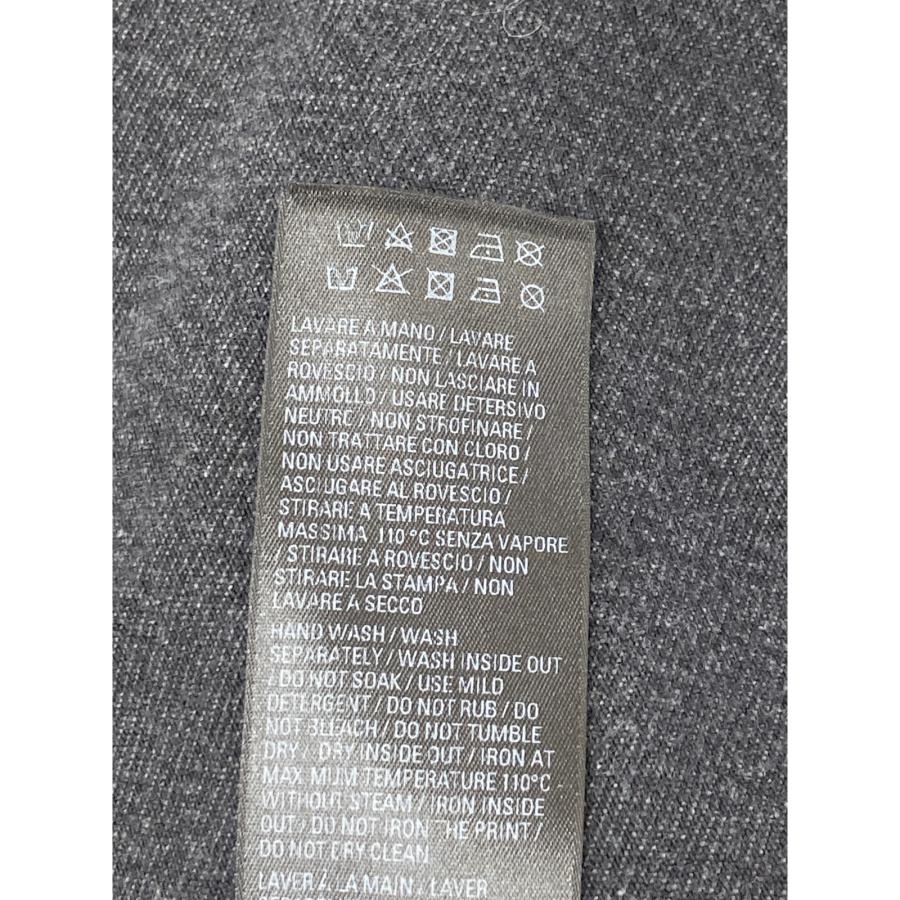 LAVARE A MANO / LAVARE
SEPARATAMENTE / LAVARE A
ROVESCIO / NON LASCIARE IN
AMMOLLO / USARE DETERSIVO
NEUTRO / NON STROFINARE /
NON TRATTARE CON CLORO /
NON USARE ASCIUGATRICE /
ASCIUGARE AL ROVESCIO /
STIRARE A TEMPERATURA
MASSIMA 110 °C SENZA VAPORE
/ STIRARE A ROVESCIO / NON
STIRARE LA STAMPA / NON
LAVARE A SECCO
HAND WASH / WASH
SEPARATELY / WASH INSIDE OUT
/ DO NOT SOAK / USE MILD
DETERGENT / DO NOT RUB / DO
NOT BLEACH / DO NOT TUMBLE
DRY / DRY INSIDE OUT / IRON AT
MAXIMUM TEMPERATURE 110°C -
WITHOUT STEAM / IRON INSIDE
OUT / DO NOT IRON THE PRINT /
DO NOT DRY CLEAN
LAVER À LA MAIN / LAVER